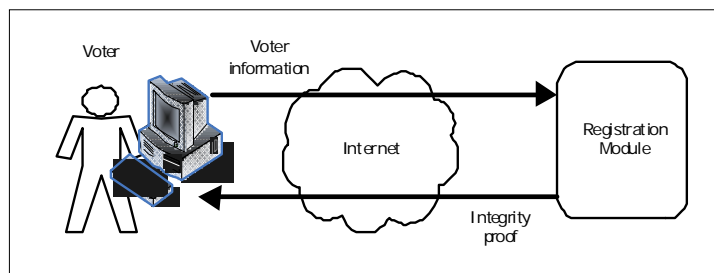 Voter
Voter
information
Internet
Registration
Module
Integrity
proof